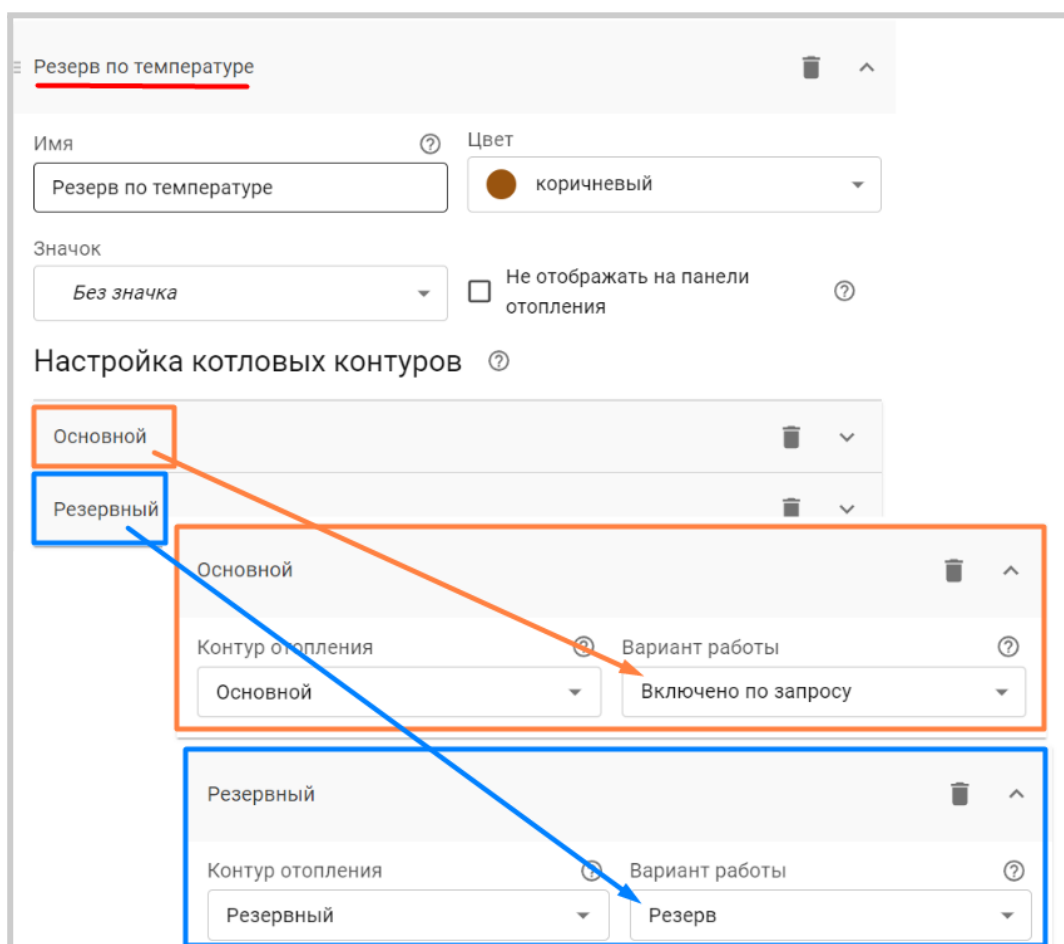 Резерв по температуре
Имя
Цвет
Резерв по температуре
коричневый
Значок
Без значка
Не отображать на панели
отопления
Настройка котловых контуров
Основной
Резервный
Основной
Контур отопления
Вариант работы
Основной
Включено по запросу
Резервный
Контур отопления
Вариант работы
Резервный
Резерв